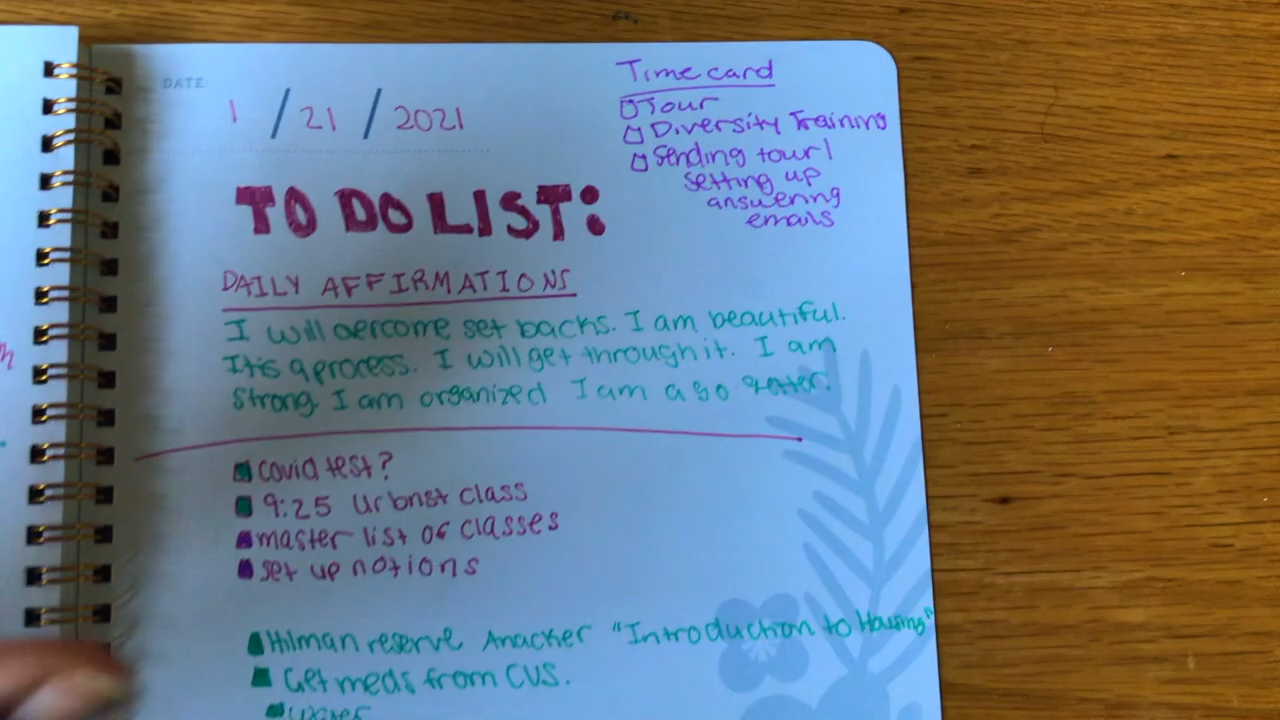 DATE
1 / 21 / 2021
Time card
Tour
Diversity Training
Sending tour/
setting up
answering
emails
TO DO LIST:
DAILY AFFIRMATIONS
I will oercome set backs. I am beautiful.
It's a process. I will get through it. I am
Strong. I am organized I am a go getter.
covid test?
9:25 Urbnst class
master list of classes
set up notions
Hilman reserve Anacker "Introduction to Housing"
Get meds from CVS.
water